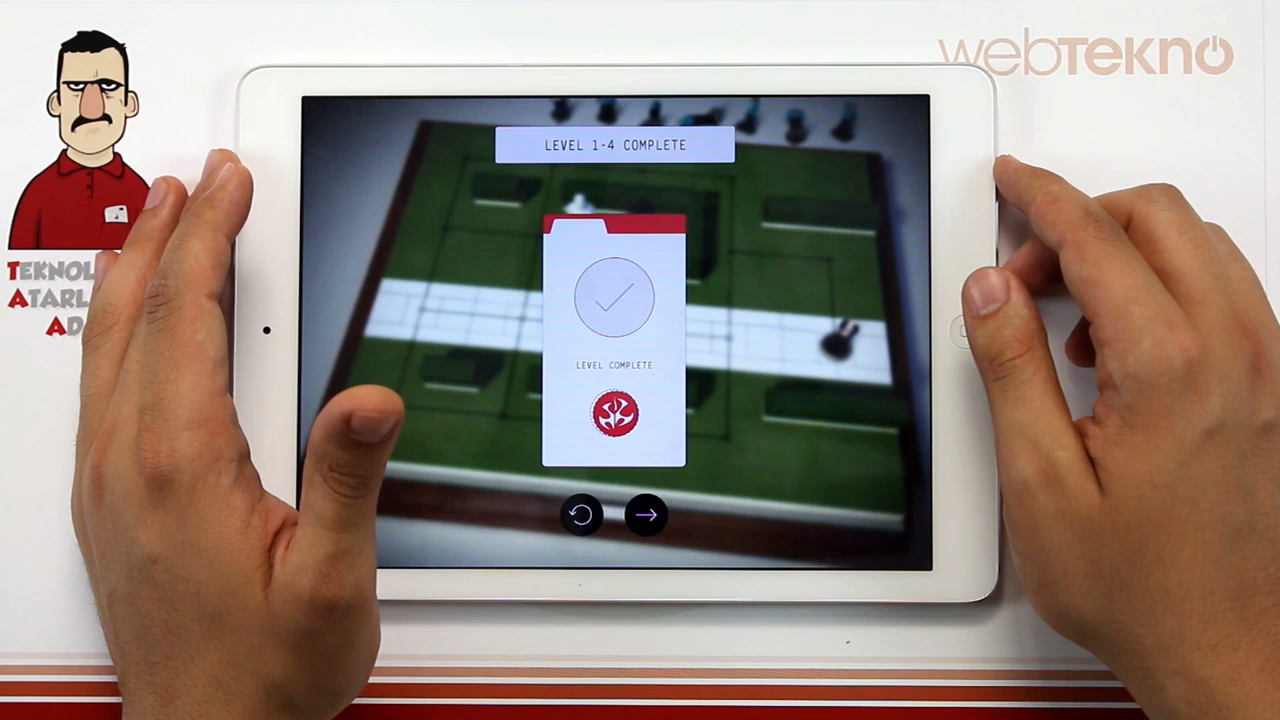 webTEKNO
LEVEL 1-4 COMPLETE
LEVEL COMPLETE
TEKNOL
ATARL
AD